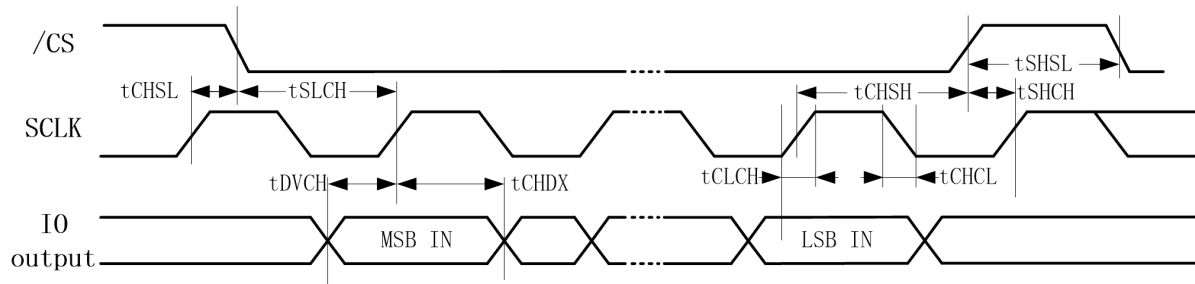 /CS
tSHSL
tCHSL
tSLCH
tCHSH
tSHCH
SCLK
tDVCH
tCHDX
tCLCH
tCHCL
IO
output
MSB IN
LSB IN